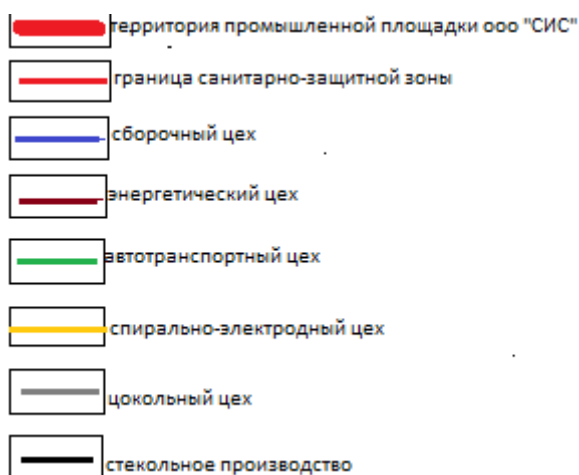 территория промышленной площадки ооо "СИС"
граница санитарно-защитной зоны
сборочный цех
энергетический цех
автотранспортный цех
спирально-электродный цех
цокольный цех
стекольное производство